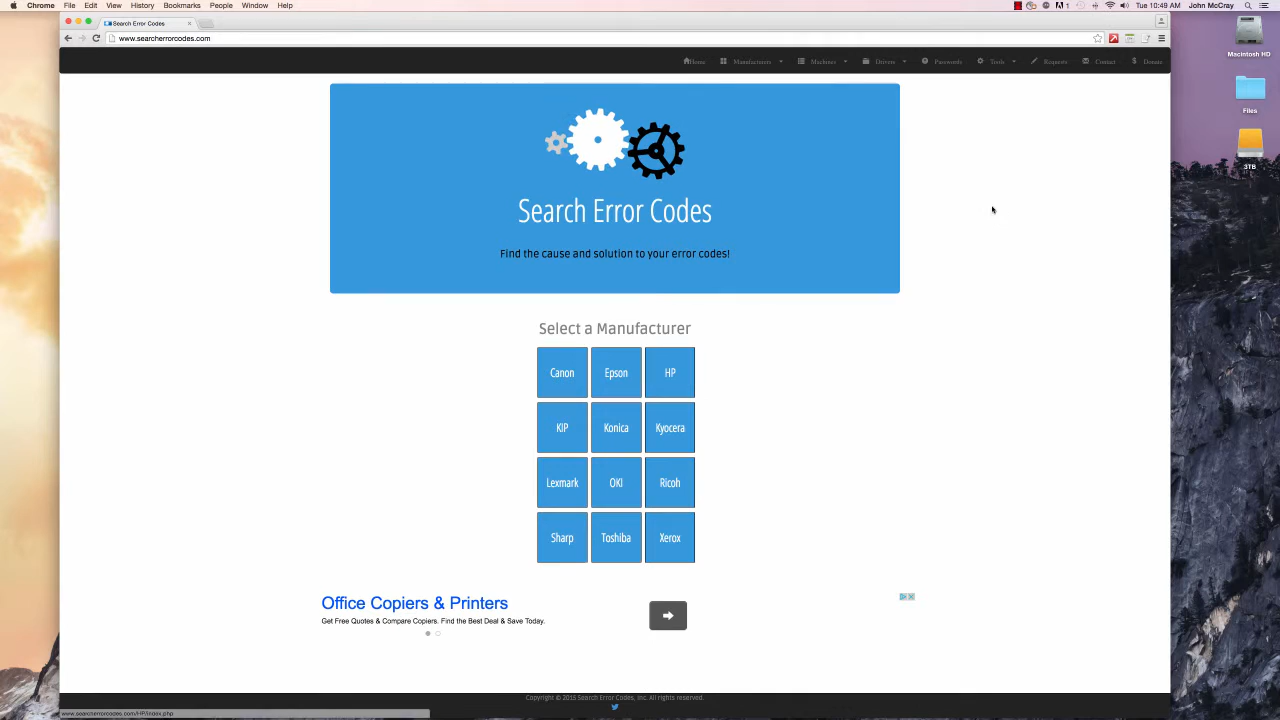 Chrome File Edit View History Bookmarks People Window Help
1 Tue 10:49 AM John McCray
Search Error Codes
www.searcherrorcodes.com
Home Manufacturers Machines Drivers Passwords Tools Requests Contact $ Donate
Macintosh HD
Files
3TB
Search Error Codes
Find the cause and solution to your error codes!
Select a Manufacturer
Canon Epson HP
KIP Konica Kyocera
Lexmark OKI Ricoh
Sharp Toshiba Xerox
Office Copiers & Printers
Get Free Quotes & Compare Copiers. Find the Best Deal & Save Today.
Copyright © 2015 Search Error Codes, Inc. All rights reserved.
www.searcherrorcodes.com/HP/index.php